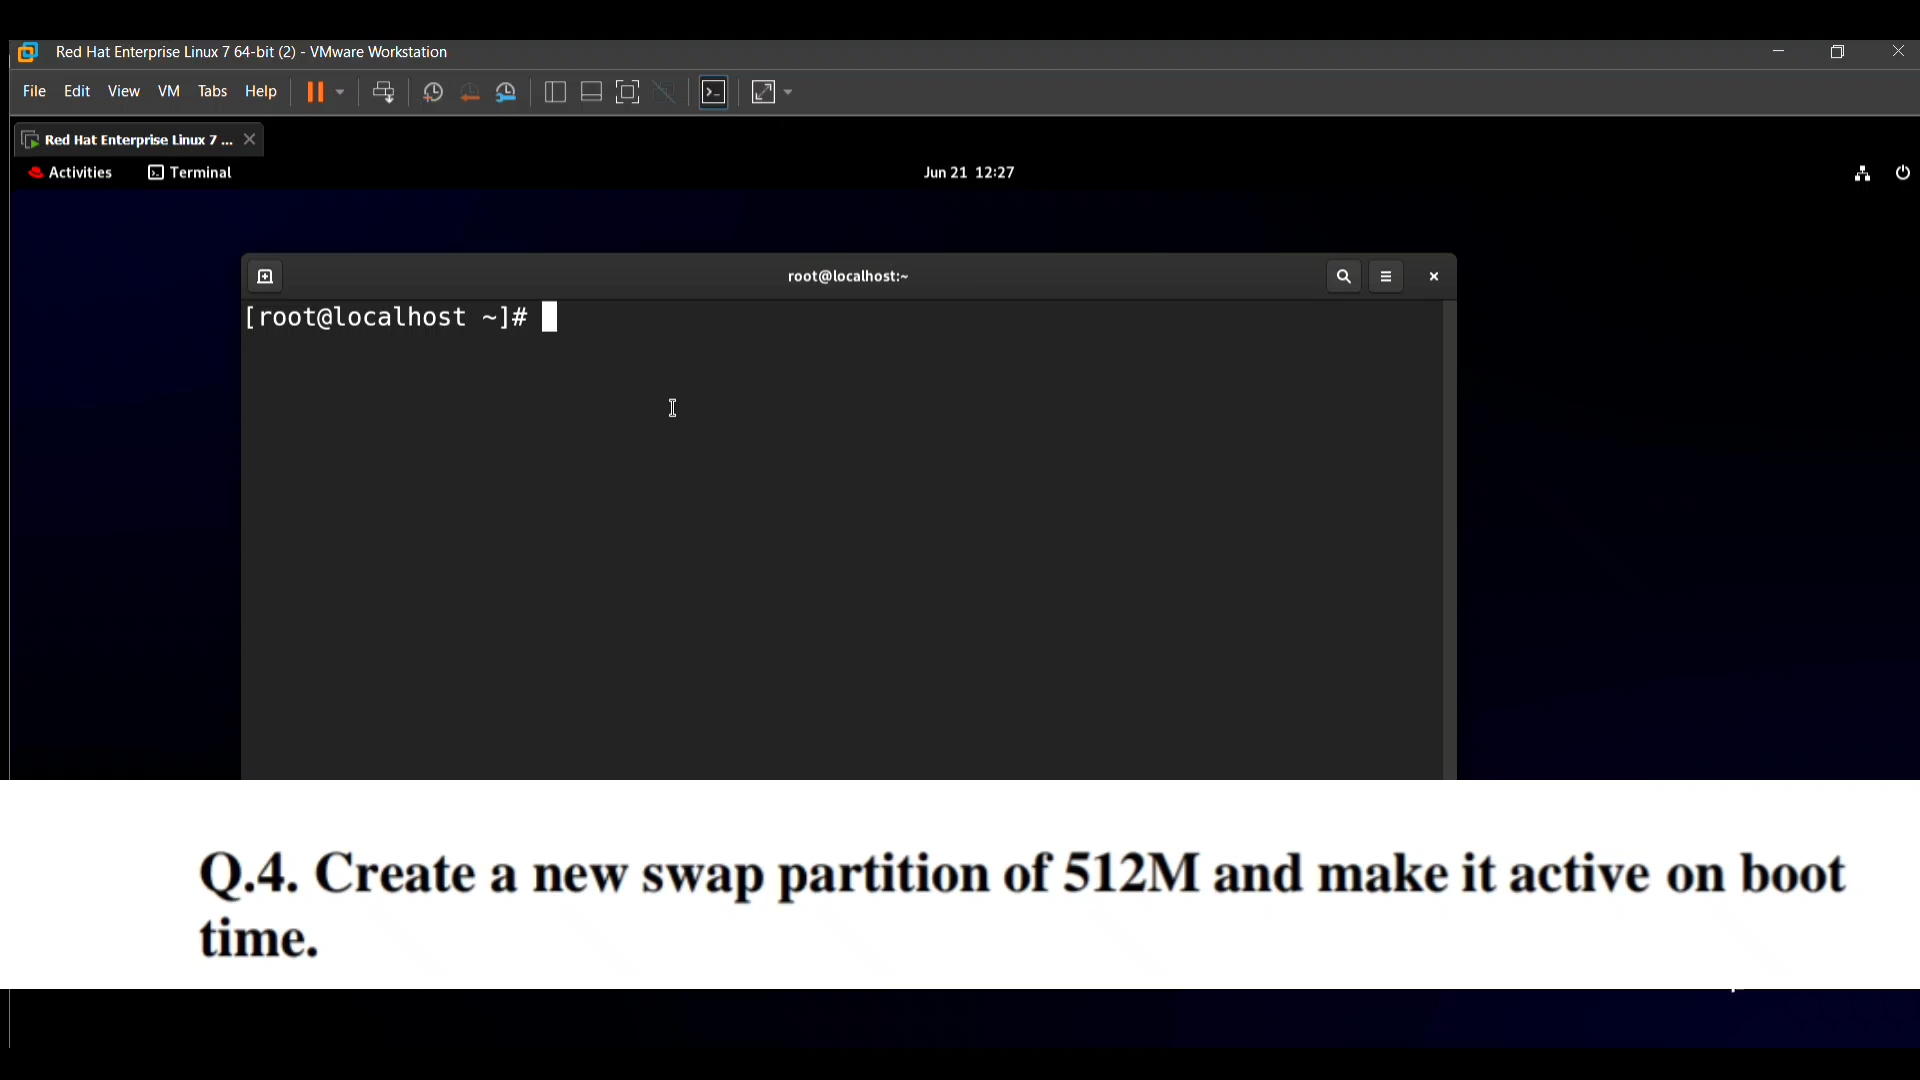 Red Hat Enterprise Linux 7 64-bit (2) - VMware Workstation
File Edit View VM Tabs Help
Red Hat Enterprise Linux 7 ...
Activities Terminal Jun 21 12:27
root@localhost:~
[root@localhost ~]#
Q.4. Create a new swap partition of 512M and make it active on boot
time.